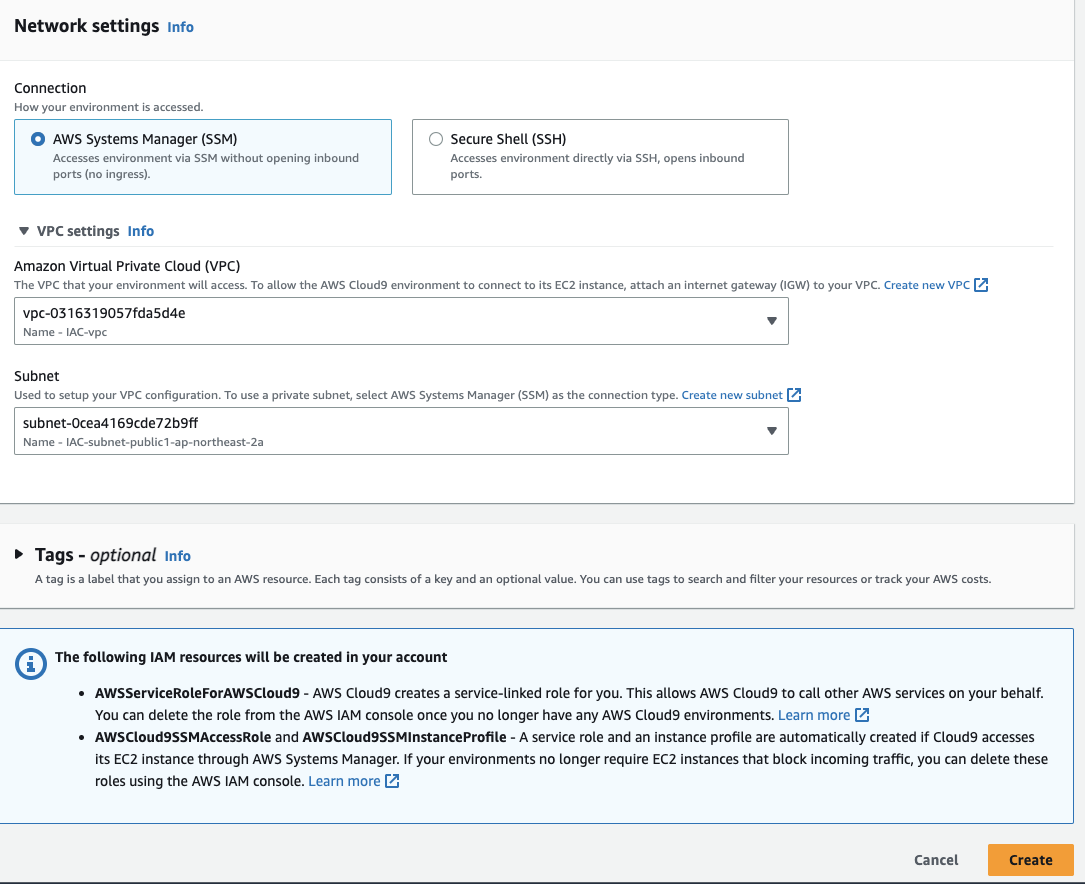 Network settings Info
Connection
How your environment is accessed.
AWS Systems Manager (SSM)
Accesses environment via SSM without opening inbound
ports (no ingress).
Secure Shell (SSH)
Accesses environment directly via SSH, opens inbound
ports.
VPC settings Info
Amazon Virtual Private Cloud (VPC)
The VPC that your environment will access. To allow the AWS Cloud9 environment to connect to its EC2 instance, attach an internet gateway (IGW) to your VPC. Create new VPC
vpc-0316319057fda5d4e
Name - IAC-vpc
Subnet
Used to setup your VPC configuration. To use a private subnet, select AWS Systems Manager (SSM) as the connection type. Create new subnet
subnet-0cea4169cde72b9ff
Name - IAC-subnet-public1-ap-northeast-2a
Tags - optional Info
A tag is a label that you assign to an AWS resource. Each tag consists of a key and an optional value. You can use tags to search and filter your resources or track your AWS costs.
The following IAM resources will be created in your account
• AWSServiceRoleForAWSCloud9 - AWS Cloud9 creates a service-linked role for you. This allows AWS Cloud9 to call other AWS services on your behalf.
You can delete the role from the AWS IAM console once you no longer have any AWS Cloud9 environments. Learn more
• AWSCloud9SSMAccessRole and AWSCloud9SSMInstanceProfile - A service role and an instance profile are automatically created if Cloud9 accesses
its EC2 instance through AWS Systems Manager. If your environments no longer require EC2 instances that block incoming traffic, you can delete these
roles using the AWS IAM console. Learn more
Cancel
Create